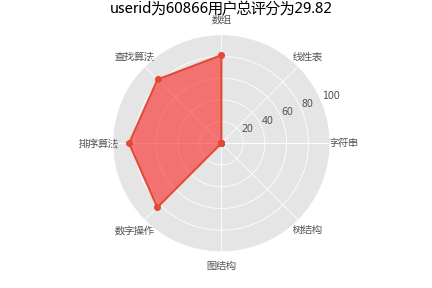 userid为60866用户总评分为29.82
数组
查找算法
线性表
100
80
60
40
20
排序算法
字符串
数字操作
树结构
图结构